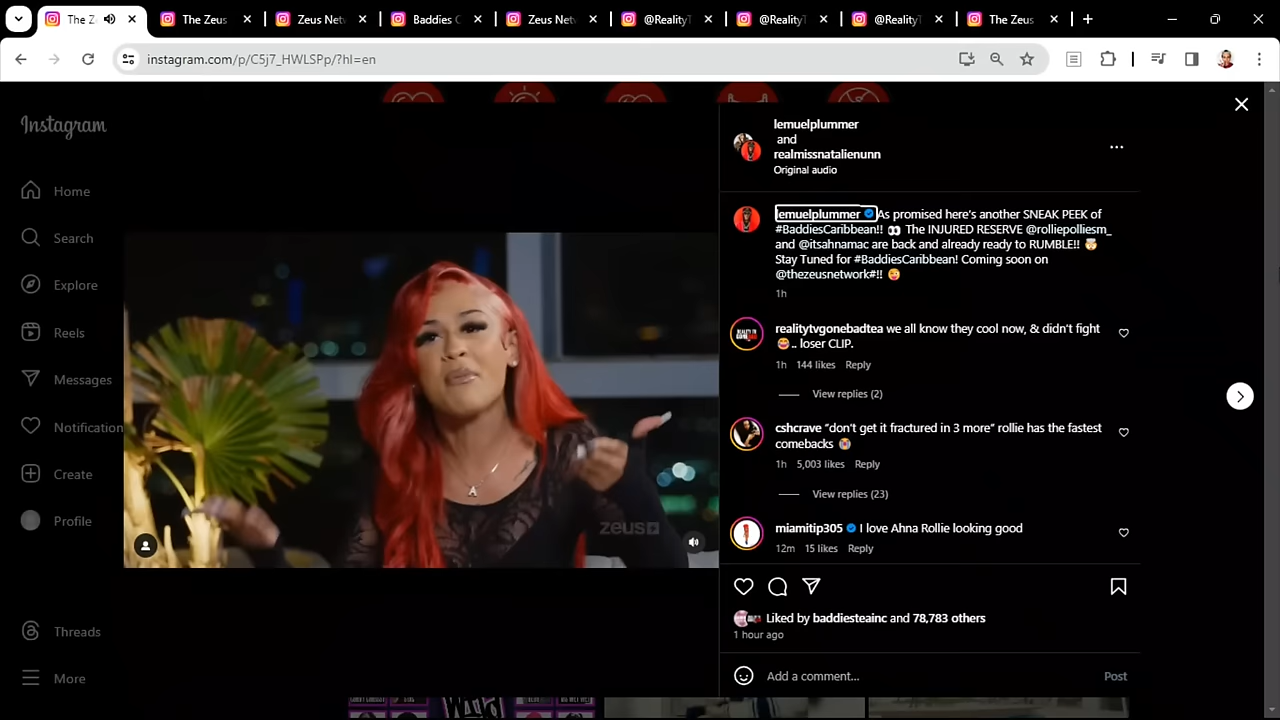 The Z
The Zeus
Zeus Netw
Baddies C
Zeus Netw
@RealityT
@RealityT
@RealityT
The Zeus
instagram.com/p/C5j7_HWLSPp/?hl=en
Instagram
Home
Search
Explore
Reels
Messages
Notification
Create
Profile
Threads
More
A
zeus
lemuelplummer
and
realmissnatalienunn
Original audio
lemuelplummer As promised here's another SNEAK PEEK of
#BaddiesCaribbean!! 👀 The INJURED RESERVE @rolliepolliesm_
and @itsahnamac are back and already ready to RUMBLE!! 🤯
Stay Tuned for #BaddiesCaribbean! Coming soon on
@thezeusnetwork#!! 😜
1h
realitytvgonebadtea we all know they cool now, & didn't fight
😂.. loser CLIP.
1h 144 likes Reply
View replies (2)
cshcrave “don't get it fractured in 3 more” rollie has the fastest
comebacks 😭
1h 5,003 likes Reply
View replies (23)
miamitip305 I love Ahna Rollie looking good
12m 15 likes Reply
Liked by baddiesteainc and 78,783 others
1 hour ago
Add a comment...
Post